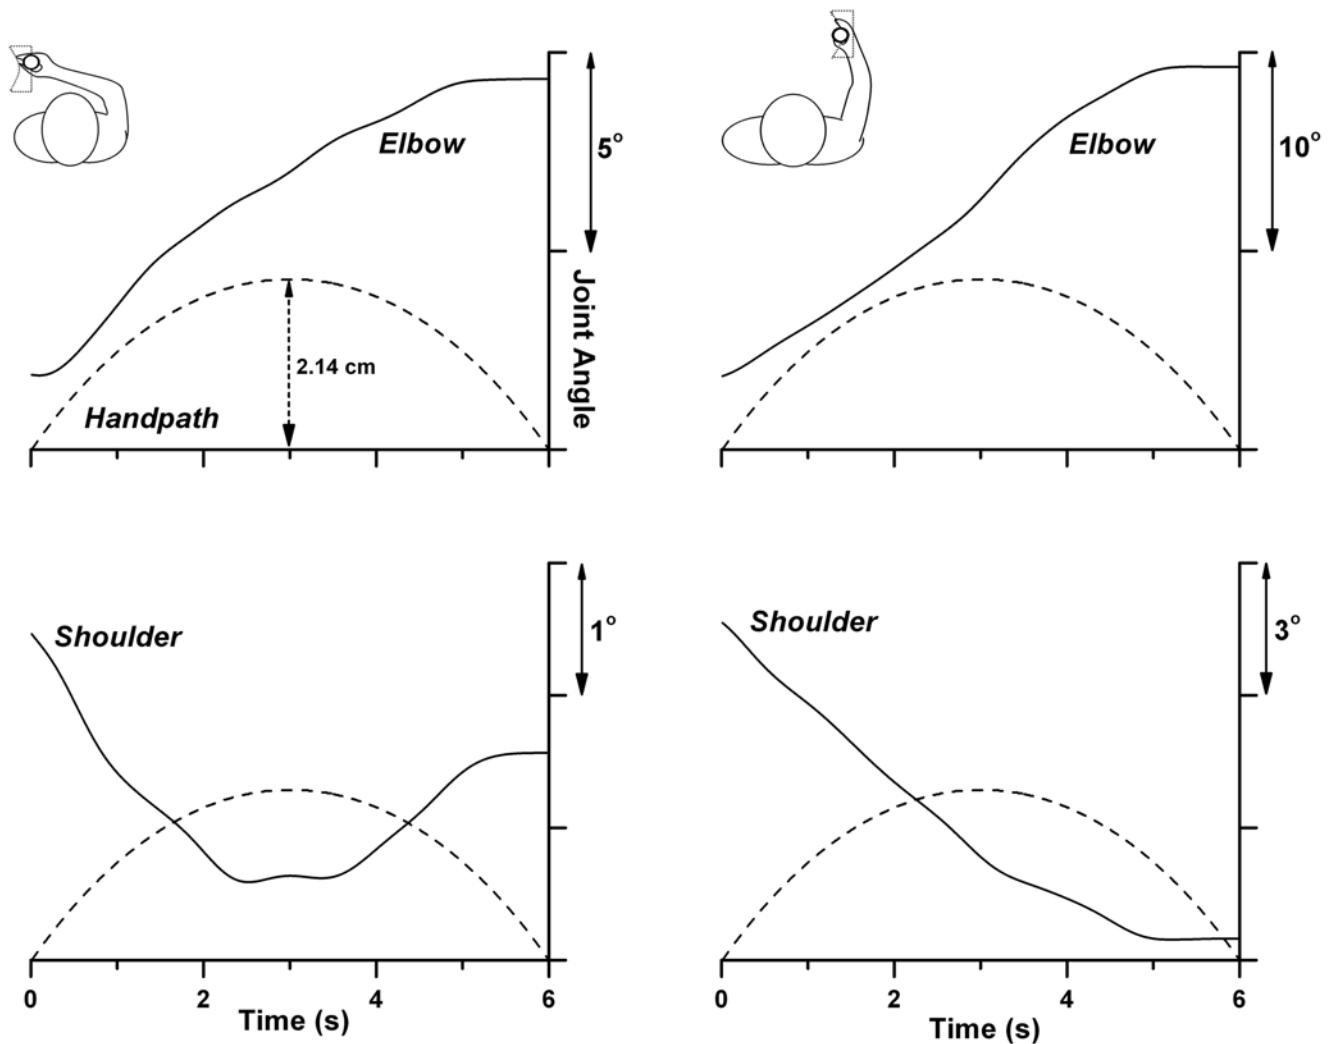 Elbow
5°
Joint Angle
2.14 cm
Handpath
Elbow
10°
Shoulder
1°
0
2
4
6
Time (s)
Shoulder
3°
0
2
4
6
Time (s)